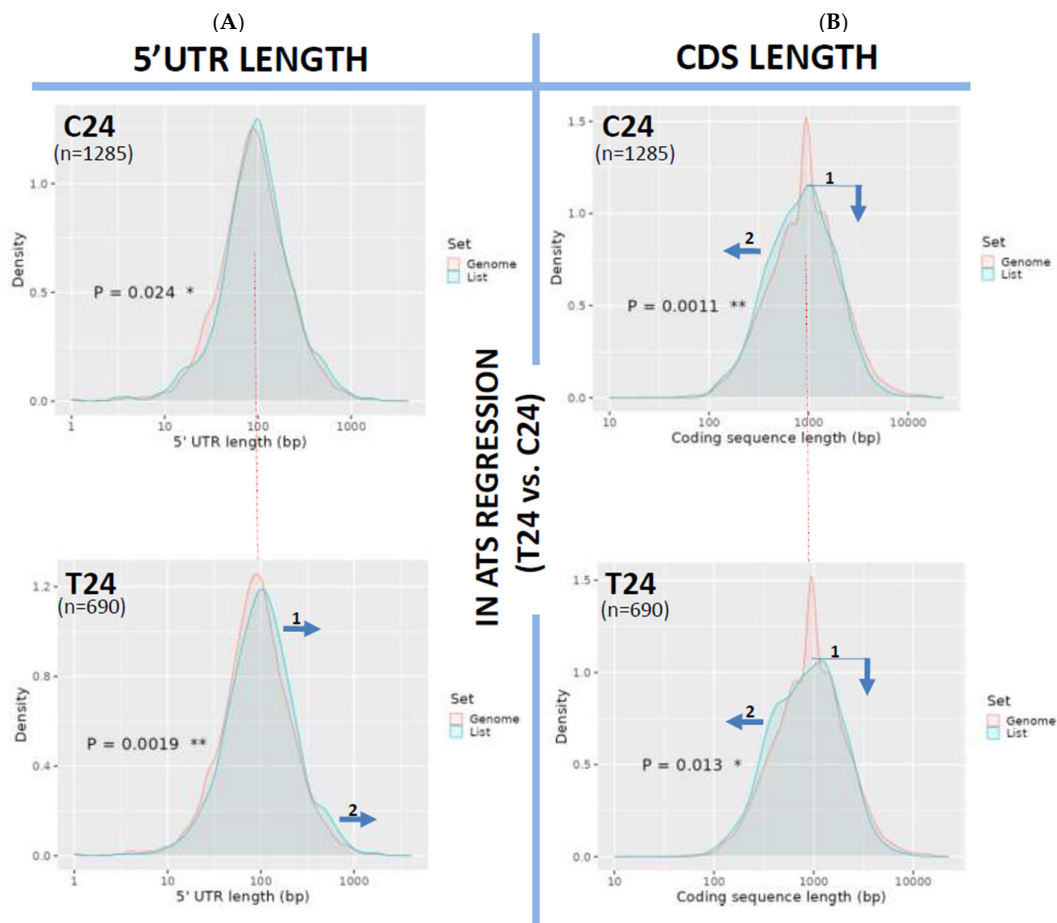 (A)
(B)
5'UTR LENGTH
CDS LENGTH
C24
(n=1285)
1.0
0.5
0.0
Density
P = 0.024 *
1
10
100
1000
5' UTR length (bp)
Set
Genome
List
C24
(n=1285)
1.5
1.0
0.5
0.0
Density
1
2
P = 0.0011 **
10
100
1000
10000
Coding sequence length (bp)
Set
Genome
List
IN ATS REGRESSION
(T24 vs. C24)
T24
(n=690)
1.2
0.8
0.4
0.0
Density
1
2
P = 0.0019 **
1
10
100
1000
5' UTR length (bp)
Set
Genome
List
T24
(n=690)
1.5
1.0
0.5
0.0
Density
1
2
P = 0.013 *
10
100
1000
10000
Coding sequence length (bp)
Set
Genome
List